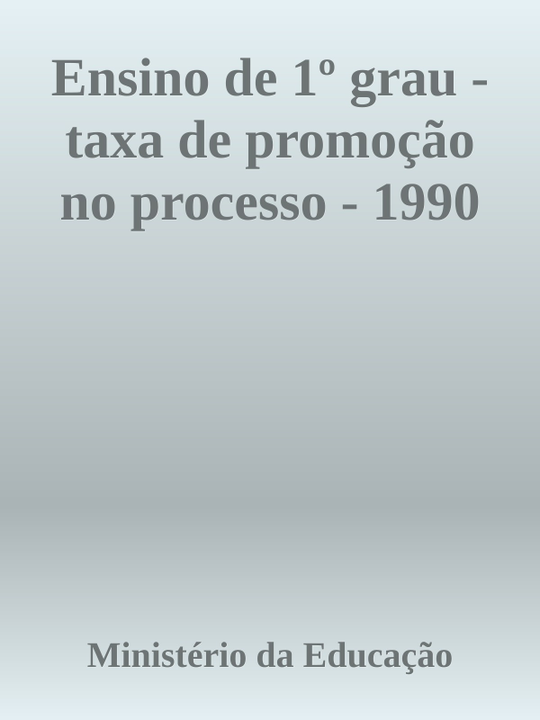 Ensino de 1º grau -
taxa de promoção
no processo - 1990
Ministério da Educação